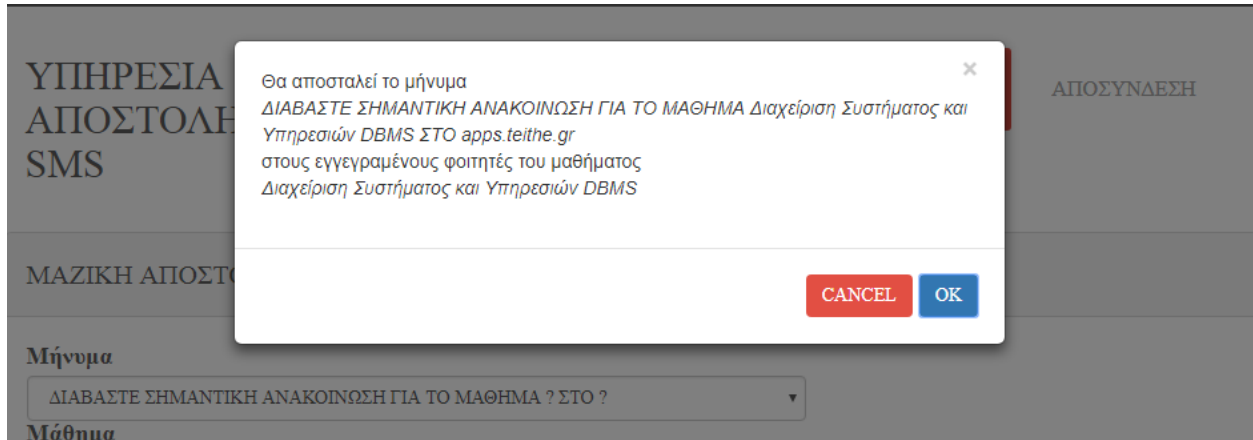 ΥΠΗΡΕΣΙΑ
ΑΠΟΣΤΟΛΗ
SMS
Θα αποσταλεί το μήνυμα
ΔΙΑΒΑΣΤΕ ΣΗΜΑΝΤΙΚΗ ΑΝΑΚΟΙΝΩΣΗ ΓΙΑ ΤΟ ΜΑΘΗΜΑ Διαχείριση Συστήματος και
Υπηρεσιών DBMS ΣΤΟ apps.teithe.gr
στους εγγεγραμένους φοιτητές του μαθήματος
Διαχείριση Συστήματος και Υπηρεσιών DBMS
×
ΑΠΟΣΥΝΔΕΣΗ
CANCEL OK
ΜΑΖΙΚΗ
Μήνυμα
ΔΙΑΒΑΣΤΕ ΣΗΜΑΝΤΙΚΗ ΑΝΑΚΟΙΝΩΣΗ ΓΙΑ ΤΟ ΜΑΘΗΜΑ ? ΣΤΟ ?
Μάθημα